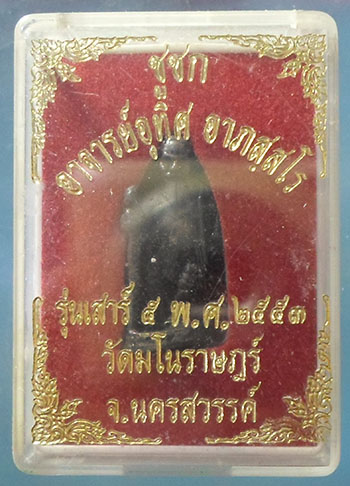 ชูชก
อาจารย์อุทิศ อาภสฺสโร
รุ่นเสาร์ ๕ พ.ศ.๒๕๕๓
วัดมโนราษฎร์
จ.นครสวรรค์